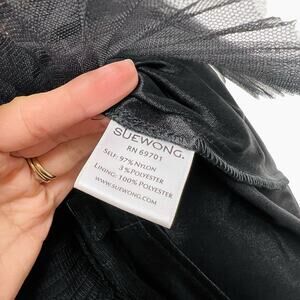 SUEWONG.
RN 69701
SELF: 97% NYLON
3% POLYESTER
LINING: 100% POLYESTER
WWW.SUEWONG.COM